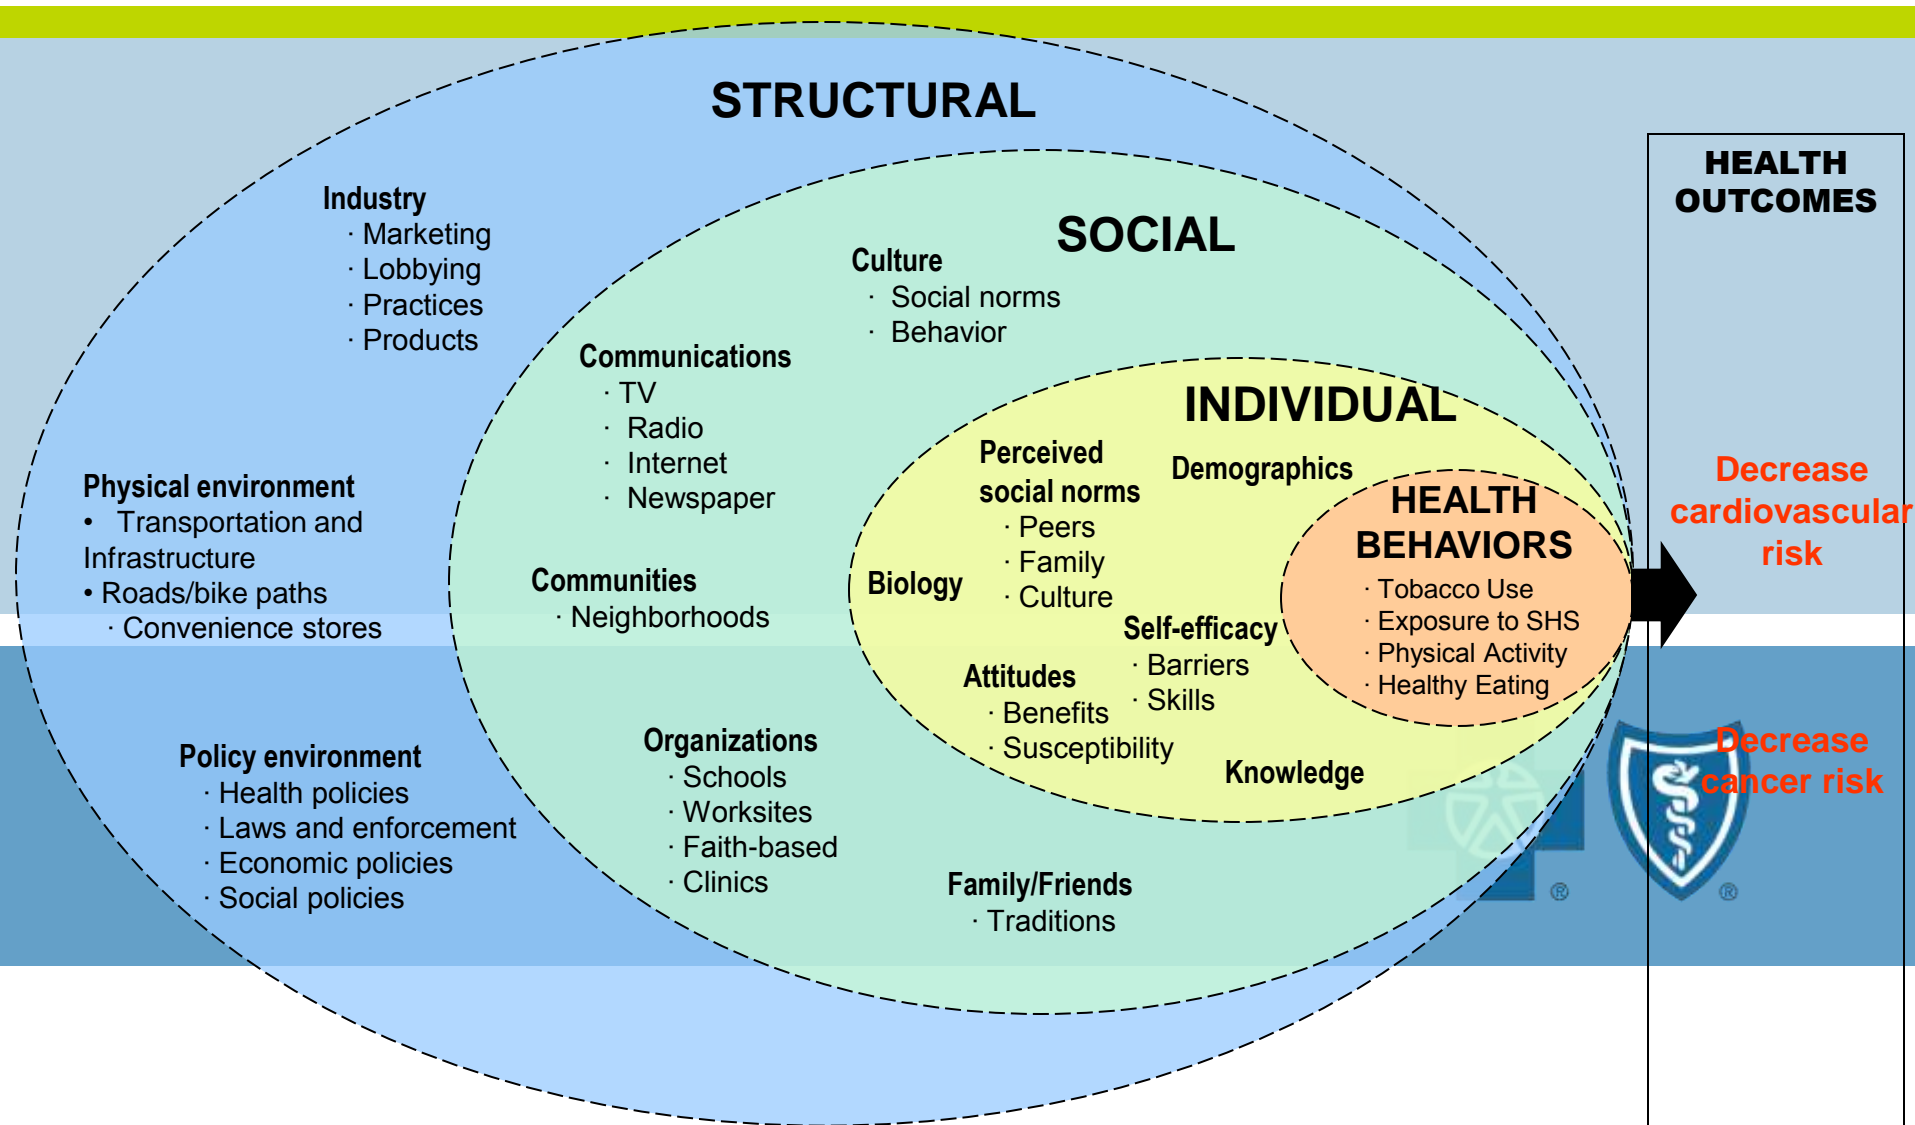 STRUCTURAL
Industry
· Marketing
· Lobbying
· Practices
· Products
Physical environment
• Transportation and
Infrastructure
• Roads/bike paths
· Convenience stores
Policy environment
· Health policies
· Laws and enforcement
· Economic policies
· Social policies
SOCIAL
Culture
· Social norms
· Behavior
Communications
· TV
· Radio
· Internet
· Newspaper
Communities
· Neighborhoods
Organizations
· Schools
· Worksites
· Faith-based
· Clinics
Family/Friends
· Traditions
INDIVIDUAL
Perceived
social norms
· Peers
· Family
· Culture
Demographics
Biology
Self-efficacy
· Barriers
· Skills
Attitudes
· Benefits
· Susceptibility
Knowledge
HEALTH
BEHAVIORS
· Tobacco Use
· Exposure to SHS
· Physical Activity
· Healthy Eating
HEALTH
OUTCOMES
Decrease
cardiovascular
risk
Decrease
cancer risk
®
®